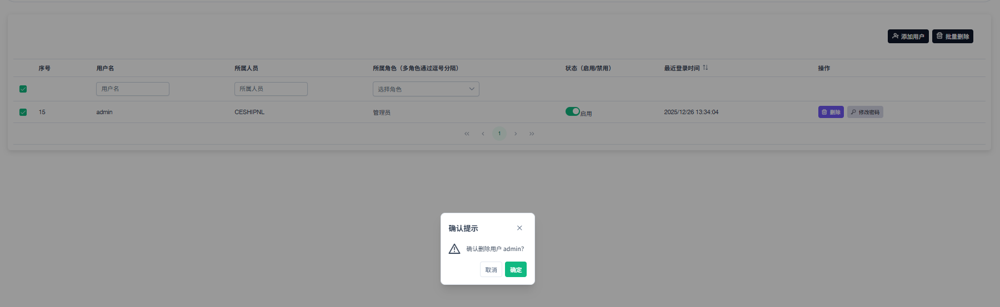 添加用户 批量删除
序号 用户名 所属人员 所属角色（多角色通过逗号分隔） 状态（启用/禁用） 最近登录时间 操作
用户名 所属人员 选择角色
15 admin CESHIPNL 管理员 启用 2025/12/26 13:34:04 删除 修改密码
« ‹ 1 › »
确认提示
确认删除用户 admin?
取消 确定